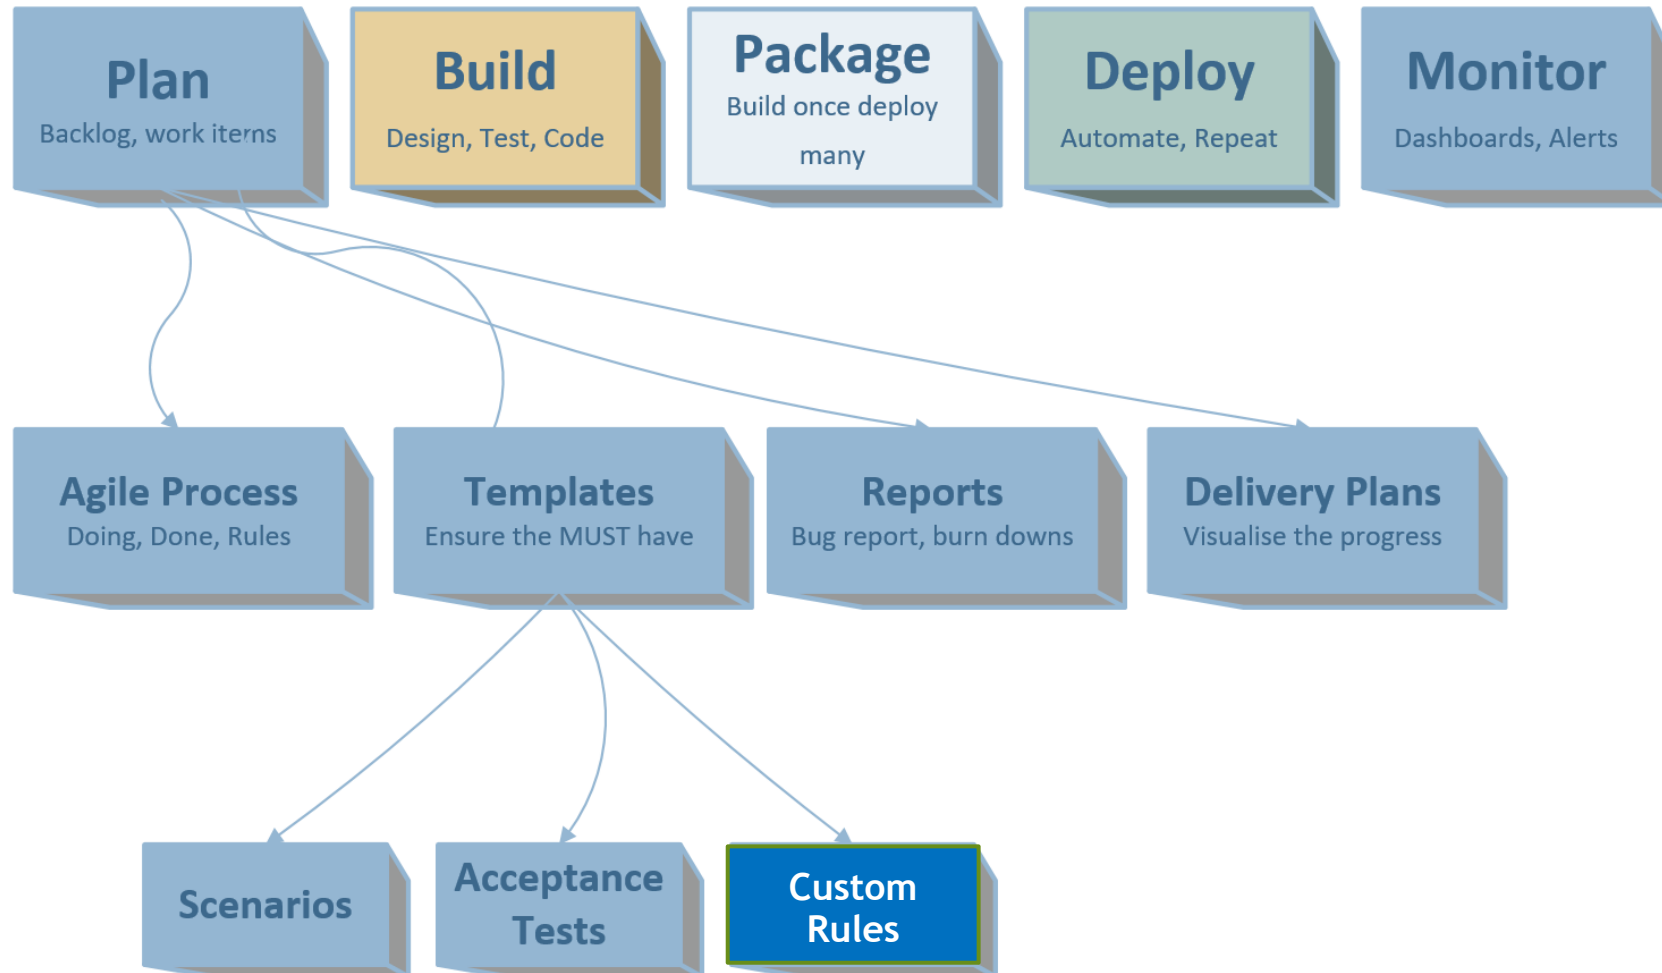 Plan
Backlog, work items
Build
Design, Test, Code
Package
Build once deploy
many
Deploy
Automate, Repeat
Monitor
Dashboards, Alerts
Agile Process
Doing, Done, Rules
Templates
Ensure the MUST have
Reports
Bug report, burn downs
Delivery Plans
Visualise the progress
Scenarios
Acceptance
Tests
Custom
Rules